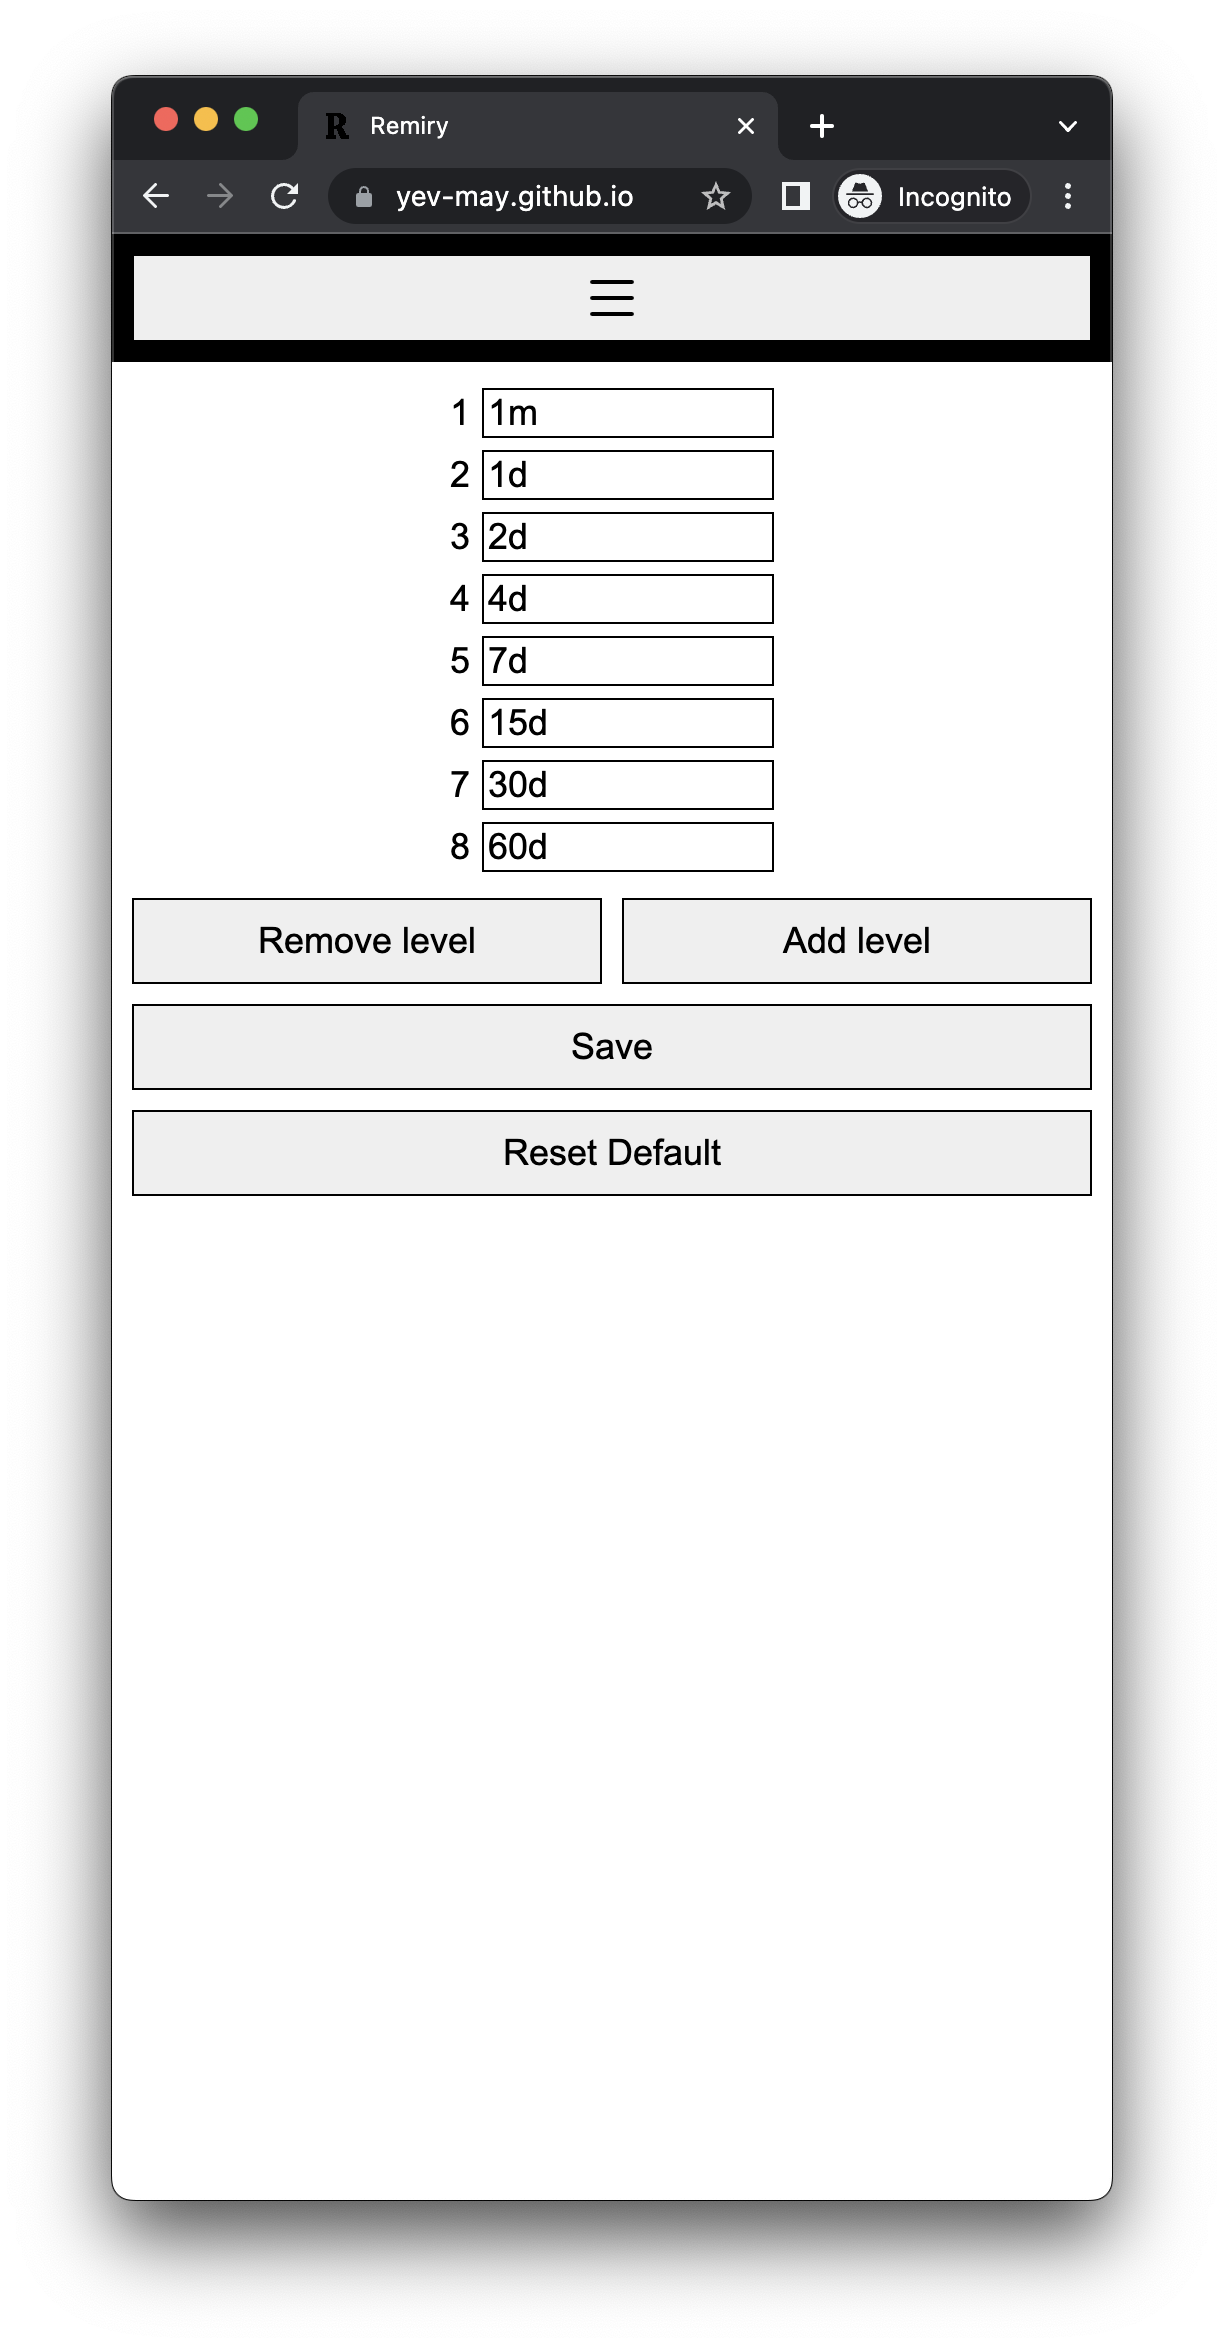 R Remiry
yev-may.github.io Incognito
1 1m
2 1d
3 2d
4 4d
5 7d
6 15d
7 30d
8 60d
Remove level Add level
Save
Reset Default